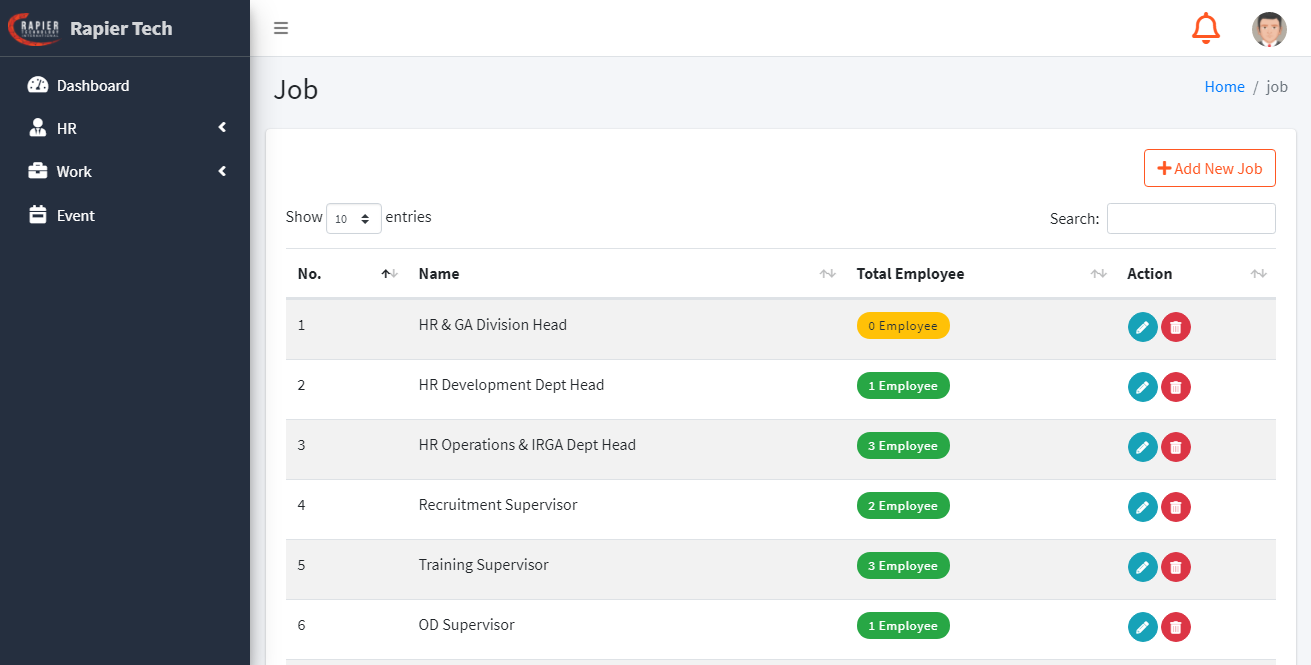 RAPIER
TECHNOLOGY
INTERNATIONAL
Rapier Tech
Dashboard
HR
Work
Event
Job
Home / job
Add New Job
Show 10 entries
Search:
No. Name Total Employee Action
1 HR & GA Division Head 0 Employee
2 HR Development Dept Head 1 Employee
3 HR Operations & IRGA Dept Head 3 Employee
4 Recruitment Supervisor 2 Employee
5 Training Supervisor 3 Employee
6 OD Supervisor 1 Employee